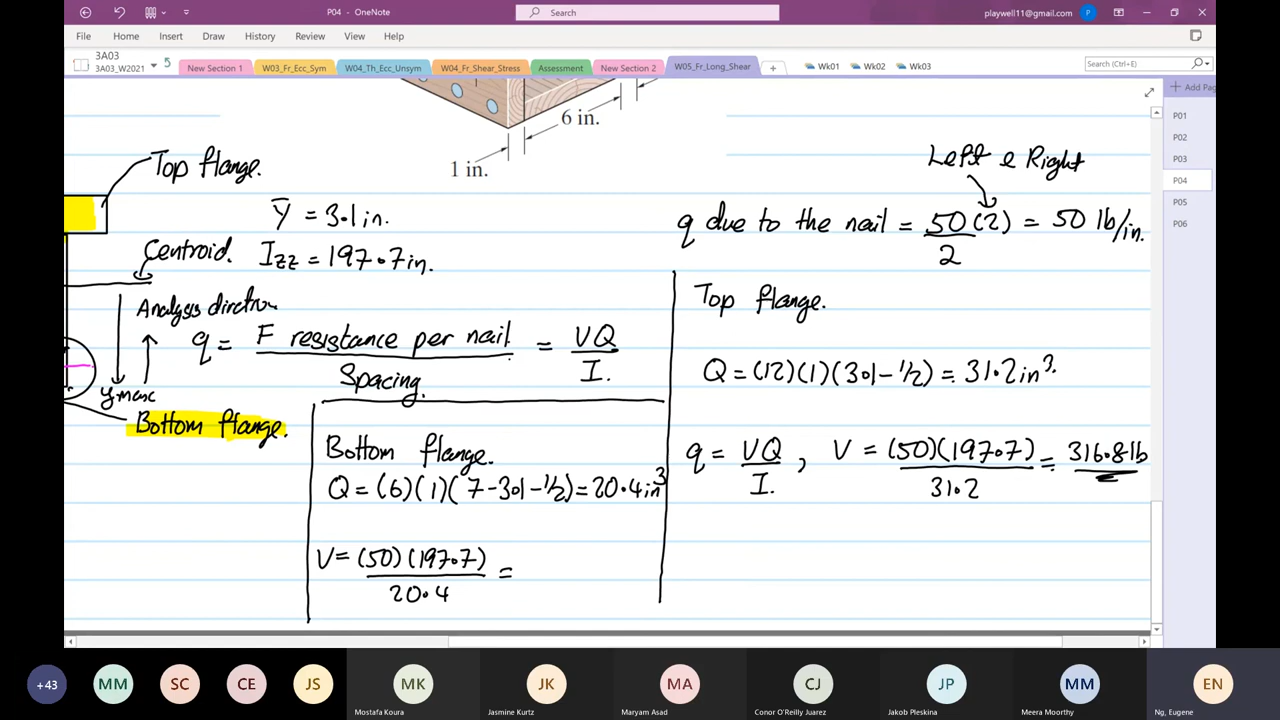 P04 - OneNote
Search
playwell11@gmail.com
P
File Home Insert Draw History Review View Help
3A03
3A03_W2021
5
New Section 1 W03_Fr_Ecc_Sym W04_Th_Ecc_Unsym W04_Fr_Shear_Stress Assessment New Section 2 W05_Fr_Long_Shear + Wk01 Wk02 Wk03
Search (Ctrl+E)
Add Pag
P01
P02
P03
P04
P05
P06
6 in.
1 in.
Top flange.
Y̅ = 3.1 in.
Centroid.
Izz = 197.7 in.
Analysis direction
q = F resistance per nail / Spacing. = VQ / I.
ymax
Bottom flange.
Bottom flange.
Q = (6)(1)(7-3.1-1/2) = 20.4 in³
V = (50)(197.7) / 20.4 =
Left & Right
q due to the nail = 50/2 (2) = 50 lb/in.
Top flange.
Q = (12)(1)(3.1-1/2) = 31.2 in³.
q = VQ / I. , V = (50)(197.7) / 31.2 = 316.8 lb
+43 MM SC CE JS MK JK MA CJ JP MM EN
Mostafa Koura Jasmine Kurtz Maryam Asad Conor O'Reilly Juarez Jakob Pleskina Meera Moorthy Ng, Eugene